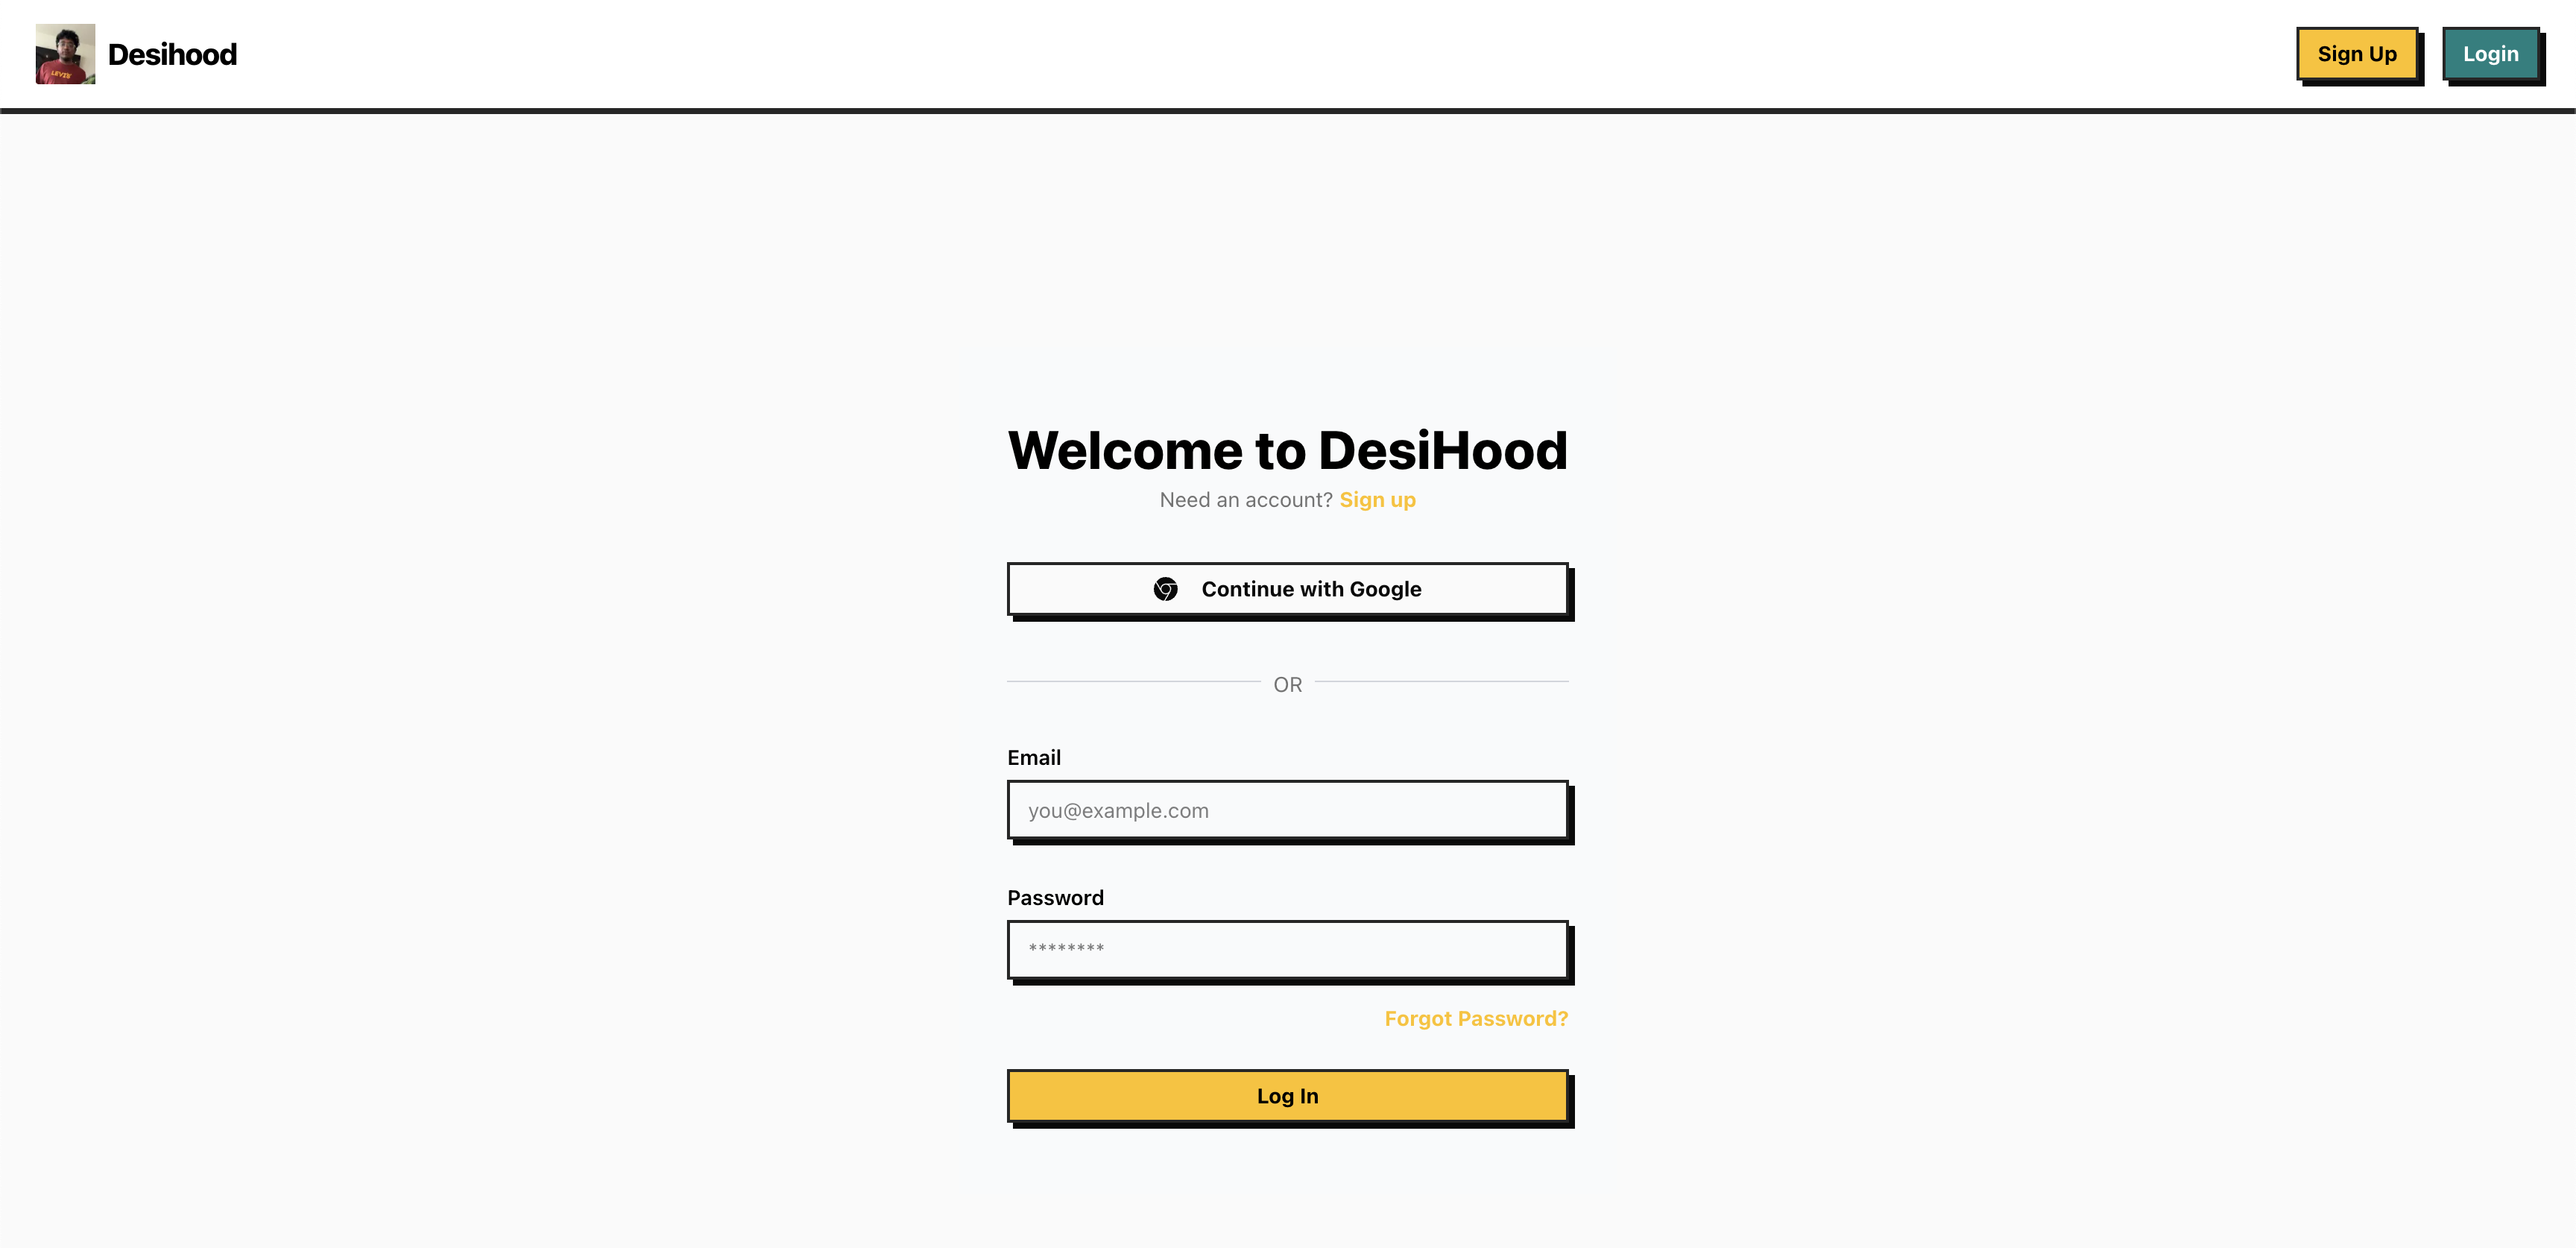 Desihood
Sign Up
Login
Welcome to DesiHood
Need an account? Sign up
Continue with Google
OR
Email
you@example.com
Password
********
Forgot Password?
Log In